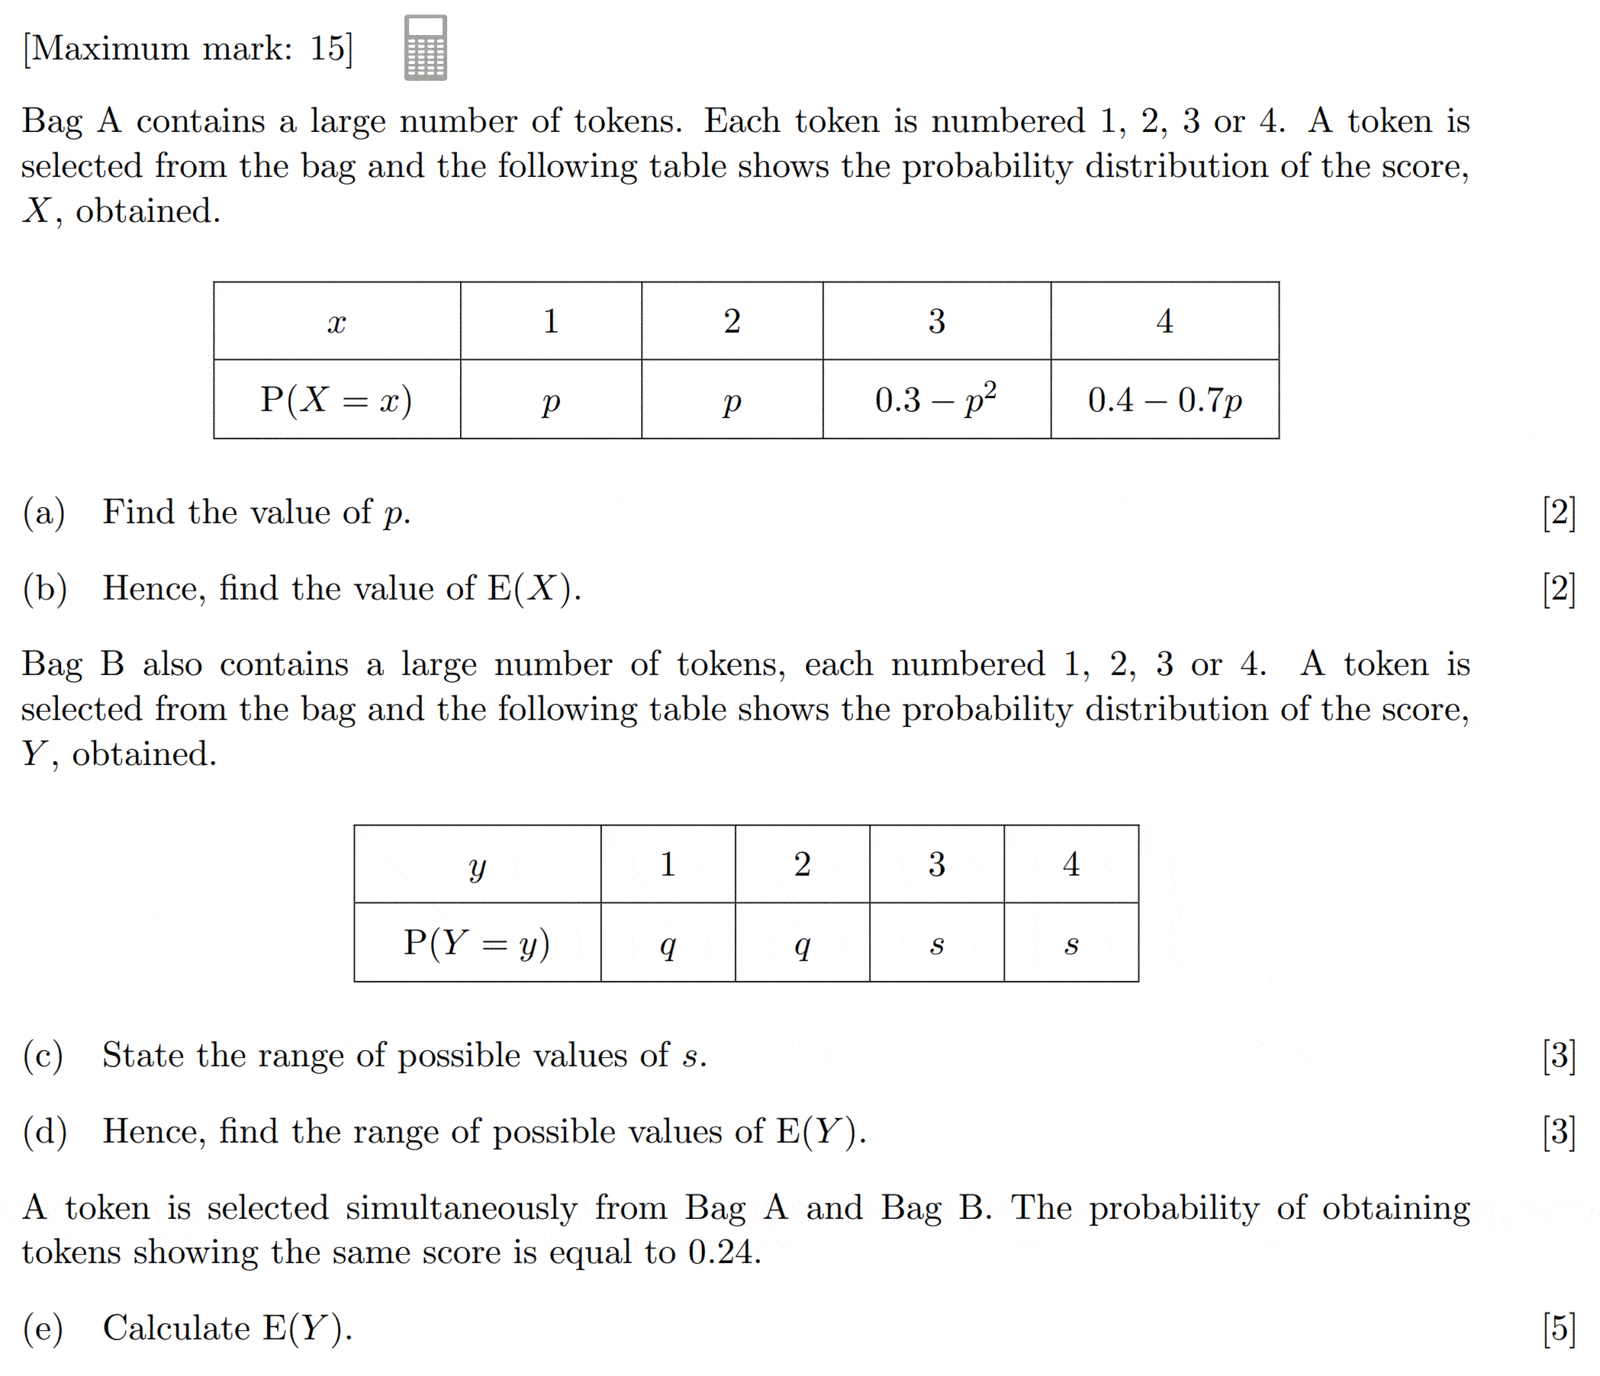 [Maximum mark: 15]
Bag A contains a large number of tokens. Each token is numbered 1, 2, 3 or 4. A token is
selected from the bag and the following table shows the probability distribution of the score,
X, obtained.
x 1 2 3 4
P(X = x) p p 0.3 − p² 0.4 − 0.7p
(a) Find the value of p. [2]
(b) Hence, find the value of E(X). [2]
Bag B also contains a large number of tokens, each numbered 1, 2, 3 or 4. A token is
selected from the bag and the following table shows the probability distribution of the score,
Y, obtained.
y 1 2 3 4
P(Y = y) q q s s
(c) State the range of possible values of s. [3]
(d) Hence, find the range of possible values of E(Y). [3]
A token is selected simultaneously from Bag A and Bag B. The probability of obtaining
tokens showing the same score is equal to 0.24.
(e) Calculate E(Y). [5]